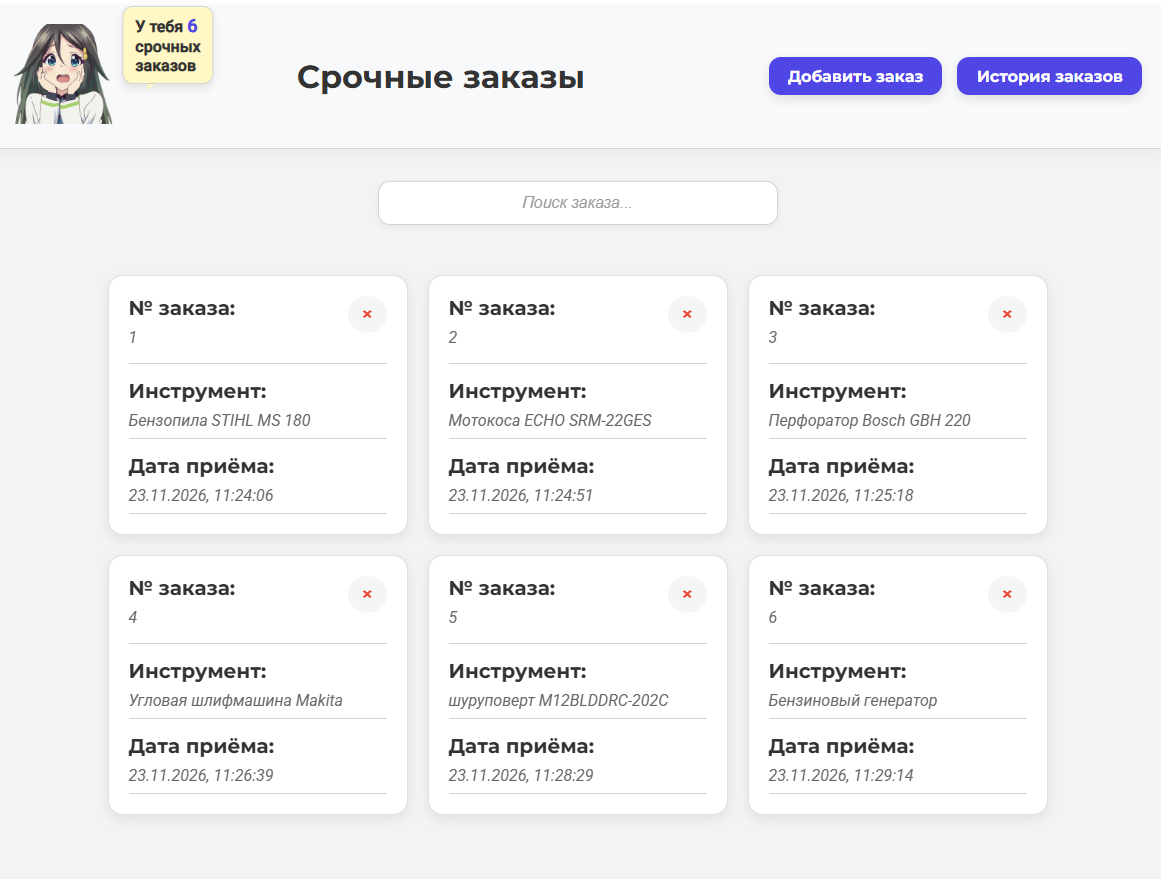 У тебя 6
срочных
заказов
Срочные заказы
Добавить заказ
История заказов
Поиск заказа...
№ заказа:
1
Инструмент:
Бензопила STIHL MS 180
Дата приёма:
23.11.2026, 11:24:06
№ заказа:
2
Инструмент:
Мотокоса ECHO SRM-22GES
Дата приёма:
23.11.2026, 11:24:51
№ заказа:
3
Инструмент:
Перфоратор Bosch GBH 220
Дата приёма:
23.11.2026, 11:25:18
№ заказа:
4
Инструмент:
Угловая шлифмашина Makita
Дата приёма:
23.11.2026, 11:26:39
№ заказа:
5
Инструмент:
шуруповерт M12BLDDRC-202C
Дата приёма:
23.11.2026, 11:28:29
№ заказа:
6
Инструмент:
Бензиновый генератор
Дата приёма:
23.11.2026, 11:29:14